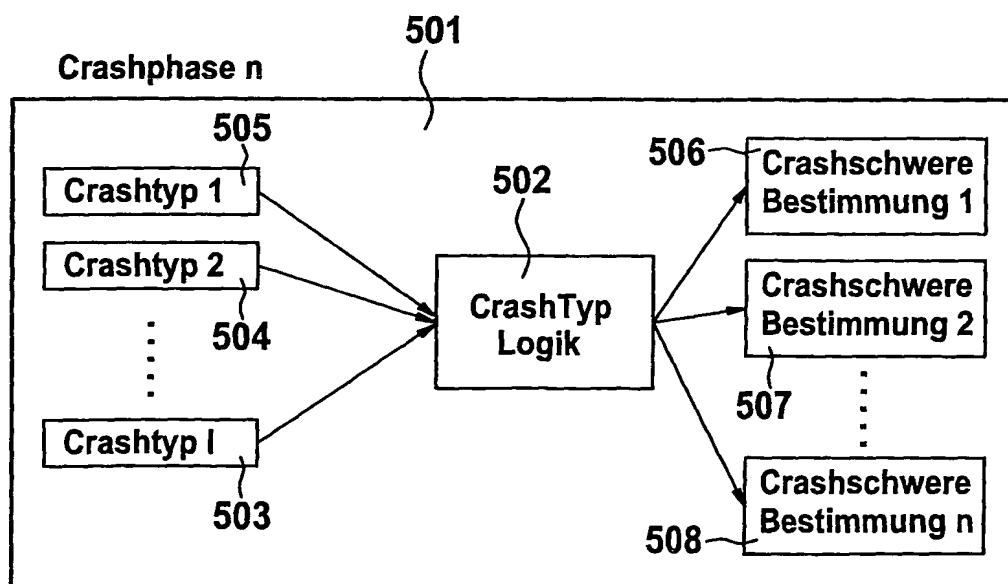 501
Crashphase n
505
Crashtyp 1
Crashtyp 2
504
Crashtyp l
503
502
CrashTyp
Logik
506
Crashschwere
Bestimmung 1
Crashschwere
Bestimmung 2
507
Crashschwere
Bestimmung n
508